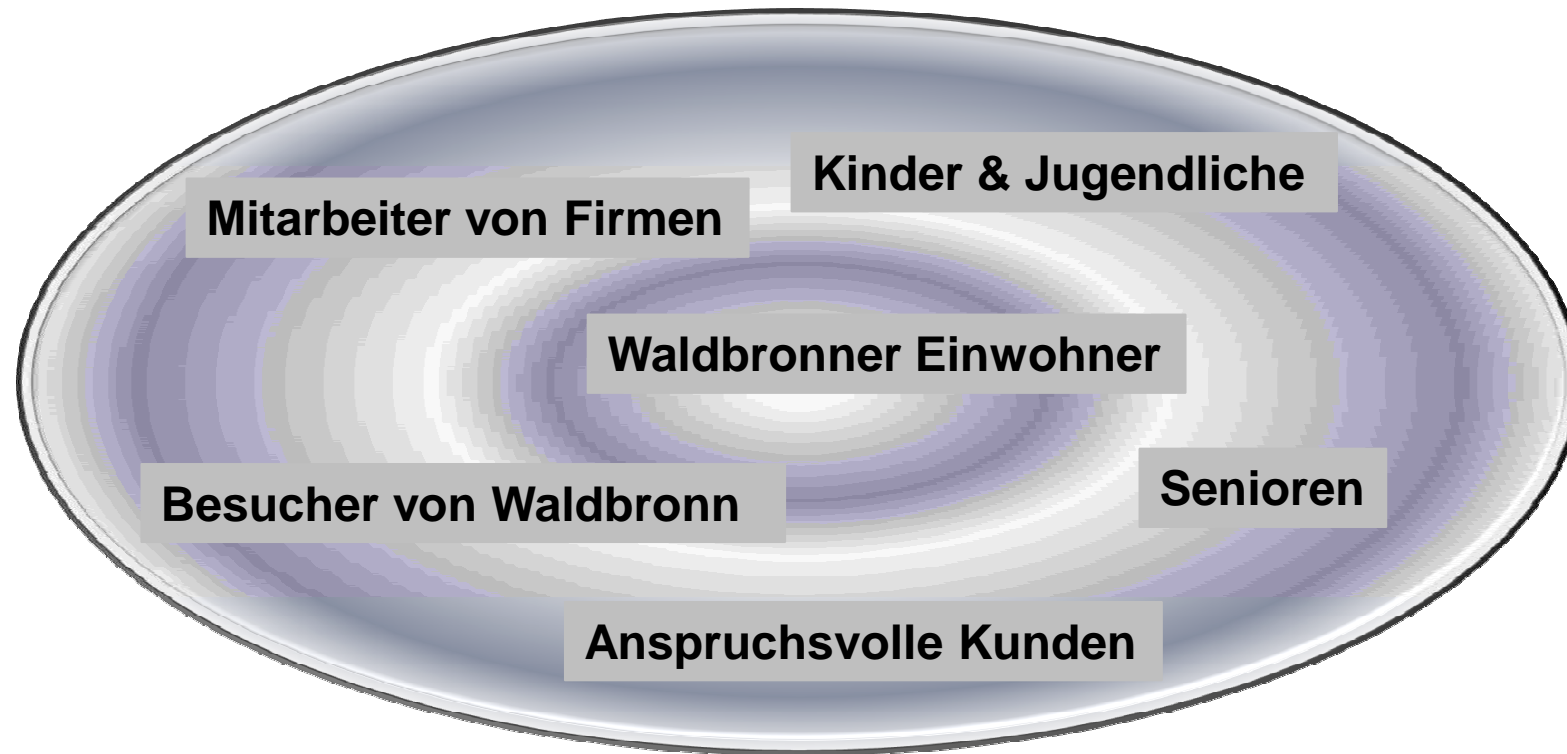 Kinder & Jugendliche
Mitarbeiter von Firmen
Waldbronner Einwohner
Besucher von Waldbronn
Senioren
Anspruchsvolle Kunden